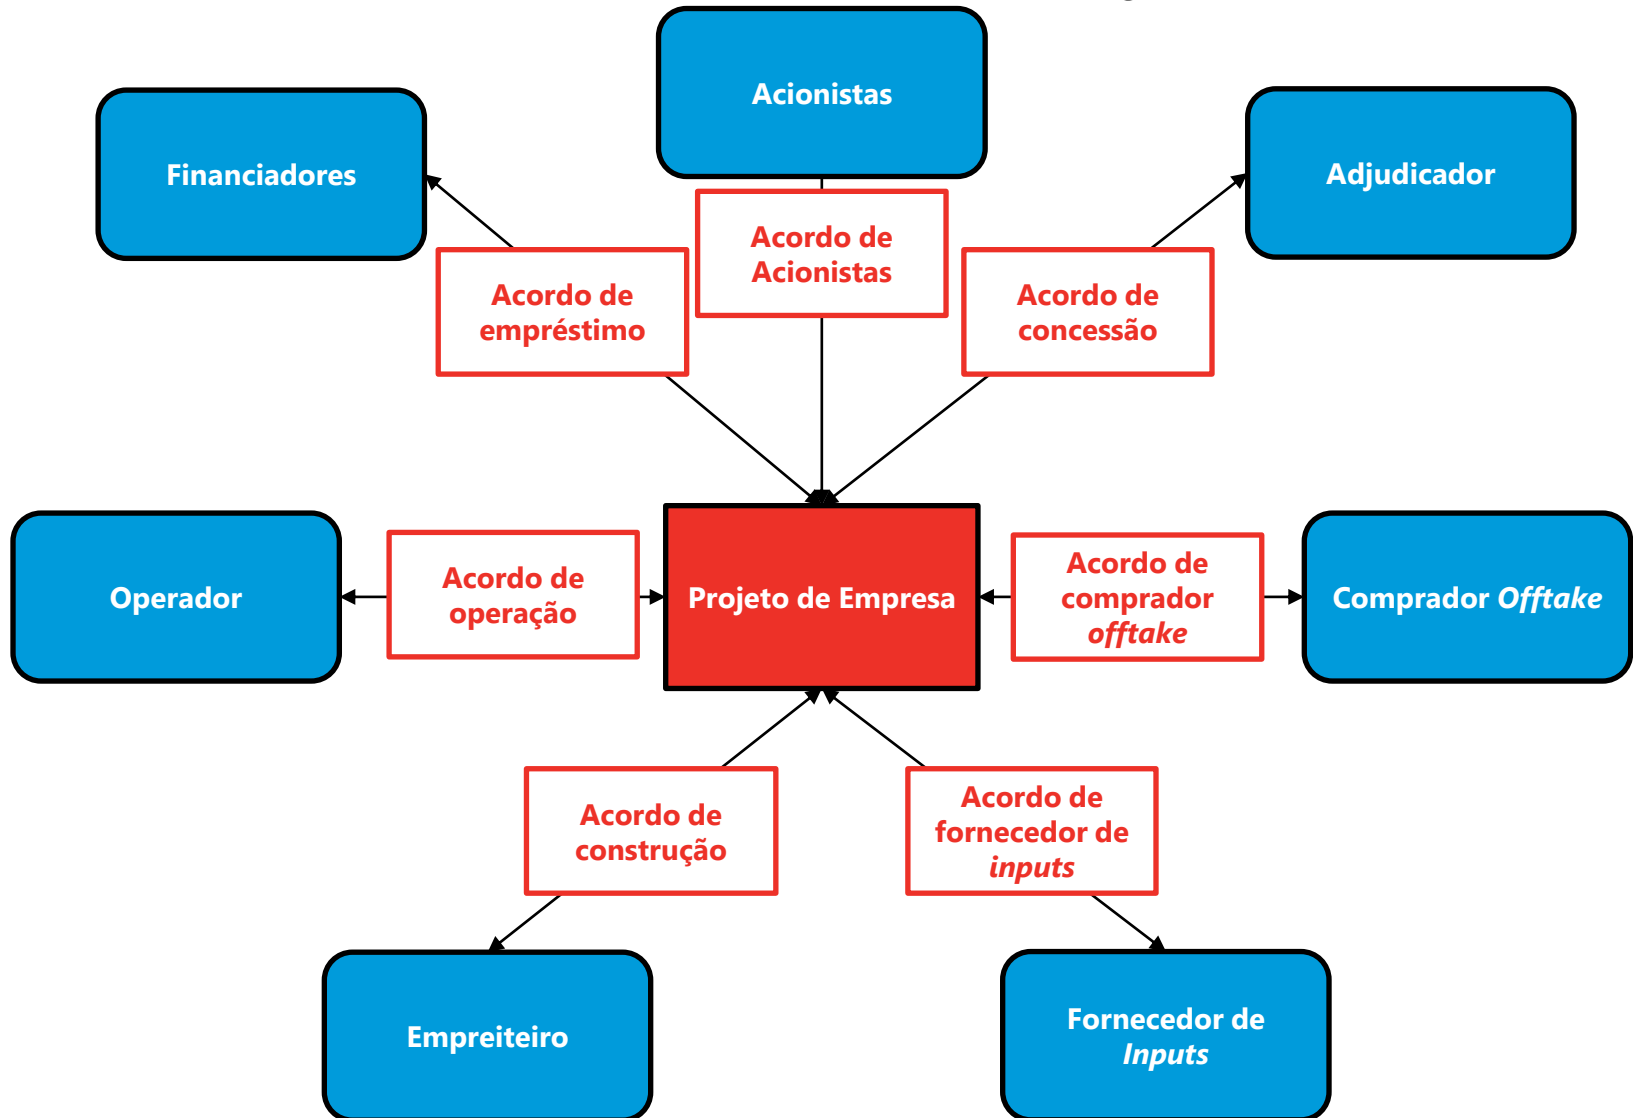 Acionistas
Financiadores
Adjudicador
Acordo de
Acionistas
Acordo de
empréstimo
Acordo de
concessão
Operador
Acordo de
operação
Projeto de Empresa
Acordo de
comprador
offtake
Comprador Offtake
Acordo de
construção
Acordo de
fornecedor de
inputs
Empreiteiro
Fornecedor de
Inputs